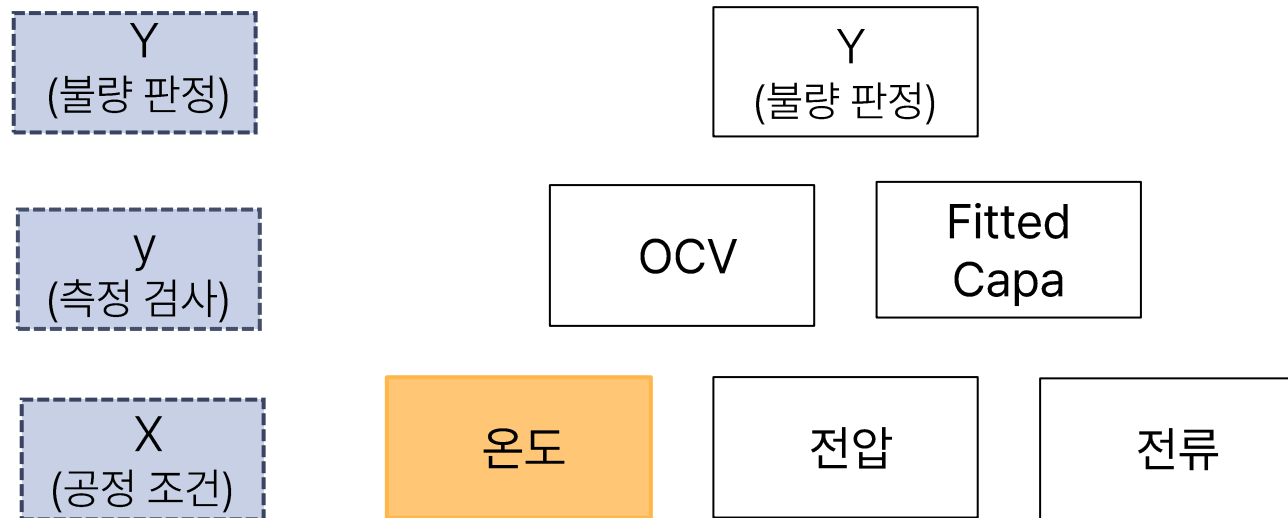 Y
(불량 판정)
Y
(불량 판정)
y
(측정 검사)
OCV
Fitted
Capa
X
(공정 조건)
온도
전압
전류